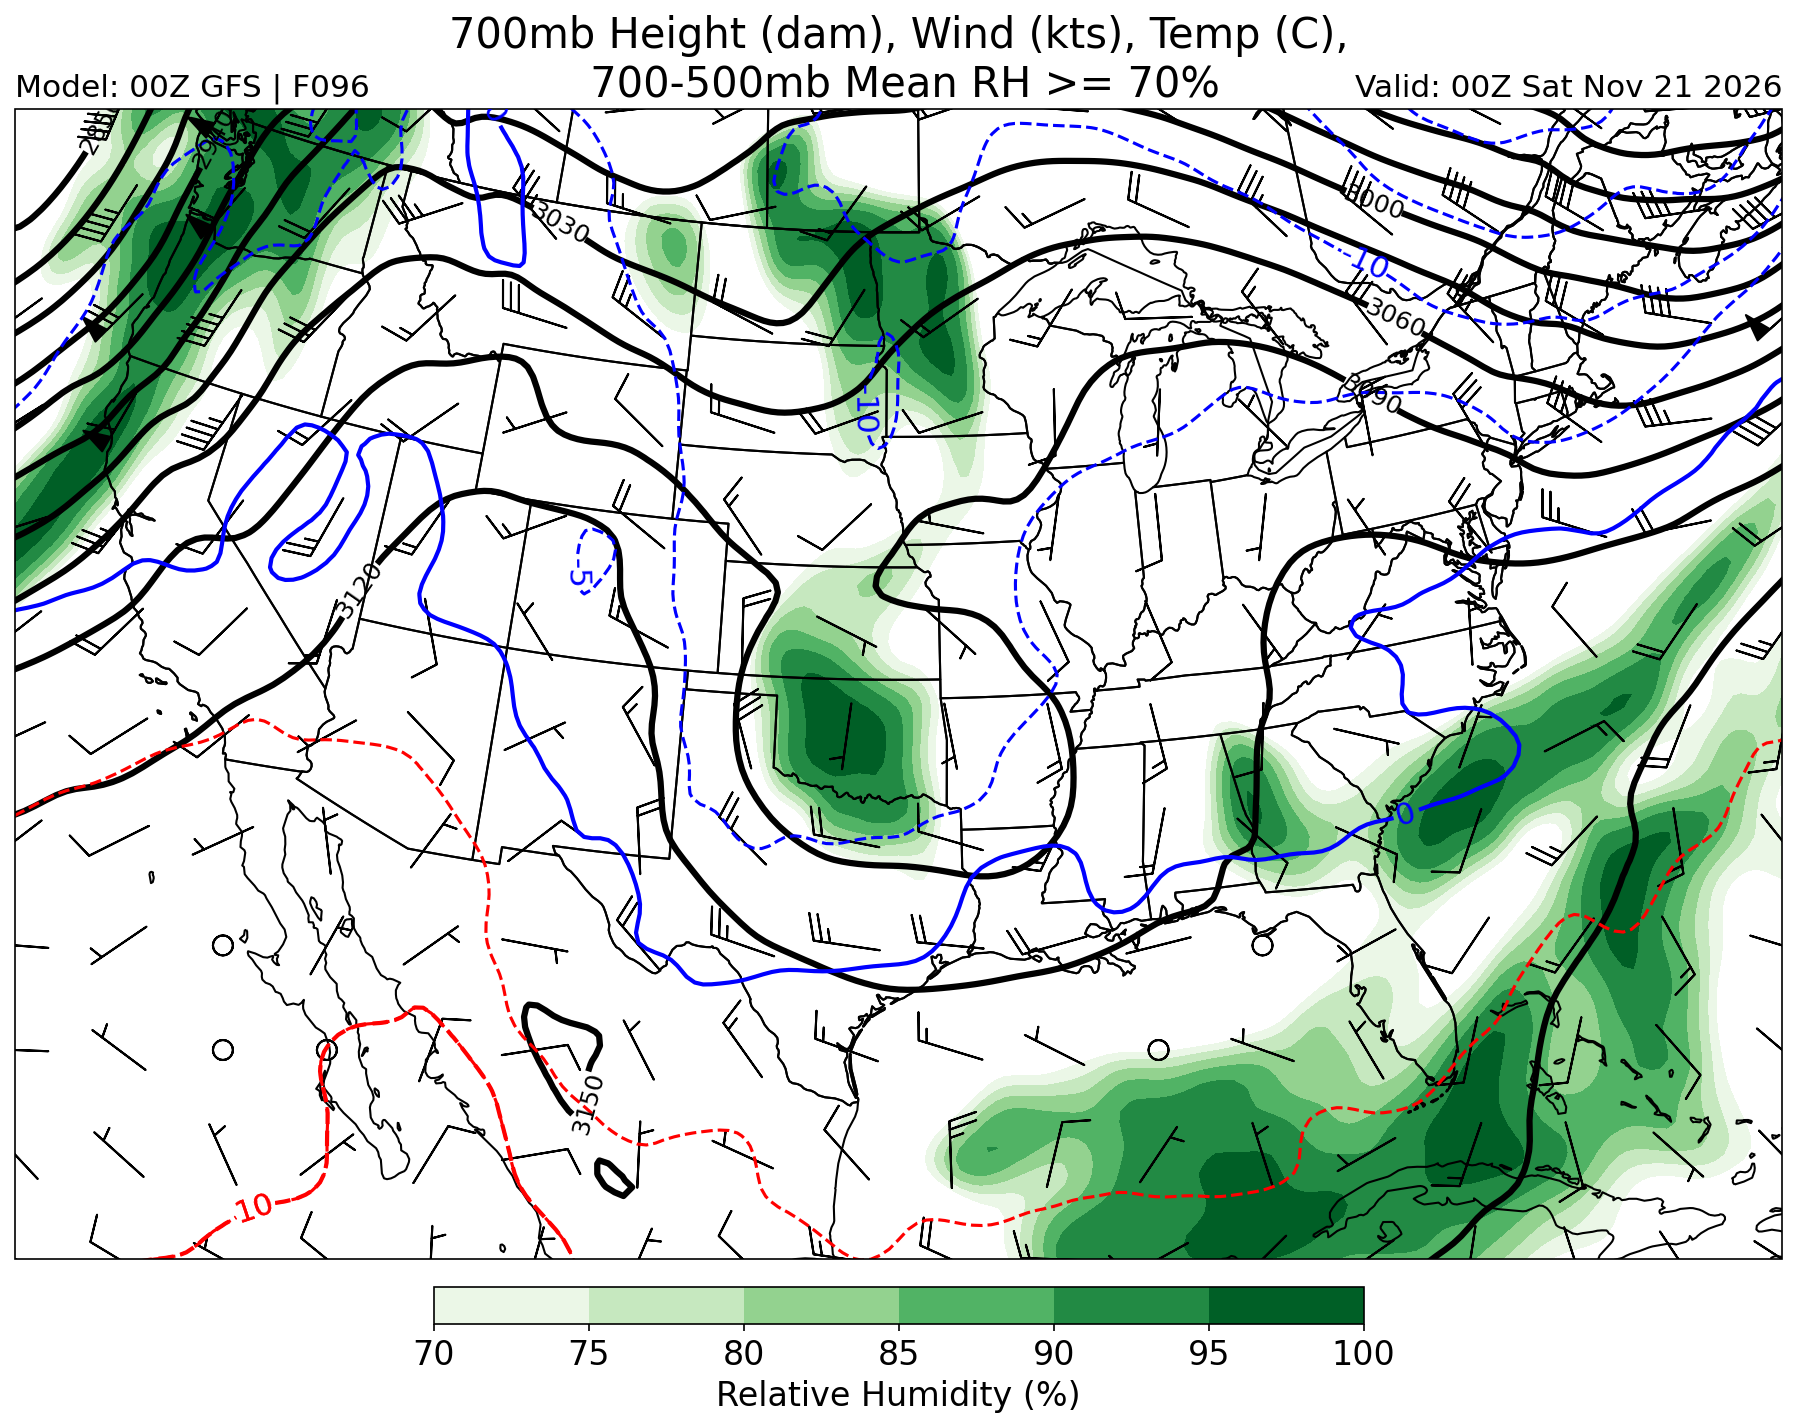 700mb Height (dam), Wind (kts), Temp (C),
700-500mb Mean RH >= 70%
Model: 00Z GFS | F096
Valid: 00Z Sat Nov 21 2026
3030
3000
-10
3060
3090
-10
-5
3120
0
3150
10
70 75 80 85 90 95 100
Relative Humidity (%)